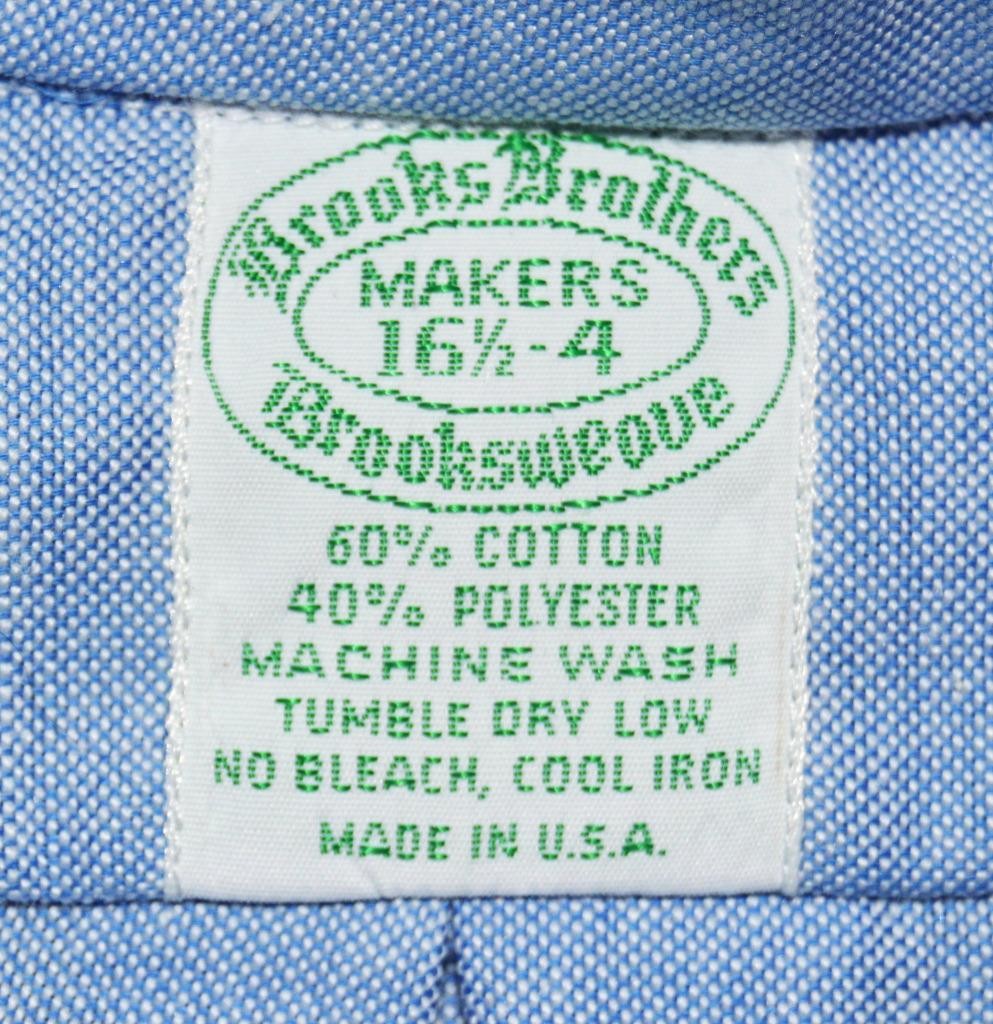 Brooks Brothers
MAKERS
16½-4
Brooksweave
60% COTTON
40% POLYESTER
MACHINE WASH
TUMBLE DRY LOW
NO BLEACH, COOL IRON
MADE IN U.S.A.